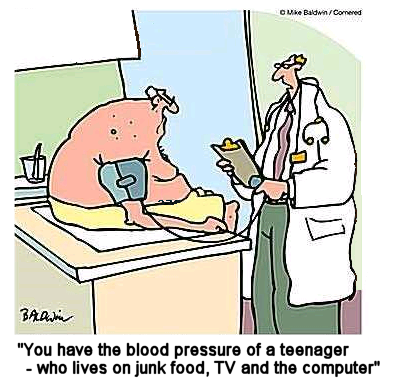 © Mike Baldwin / Cornered
BALDWIN
"You have the blood pressure of a teenager
- who lives on junk food, TV and the computer"